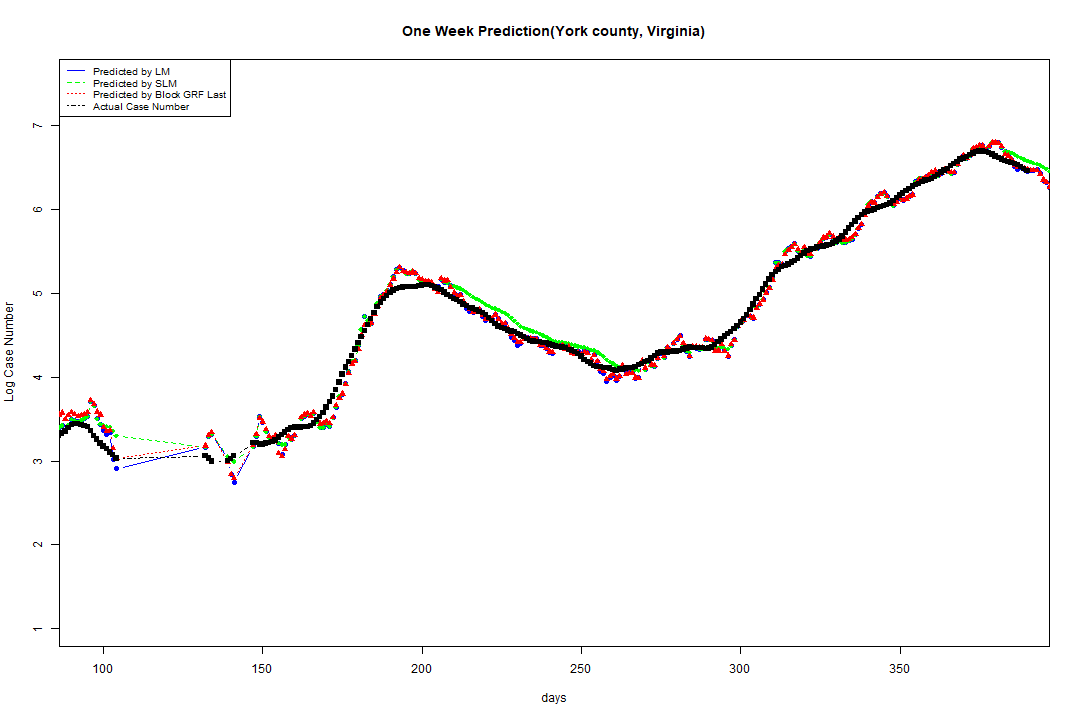 One Week Prediction(York county, Virginia)
Predicted by LM
Predicted by SLM
Predicted by Block GRF Last
Actual Case Number
7
6
5
4
3
2
1
Log Case Number
100 150 200 250 300 350
days